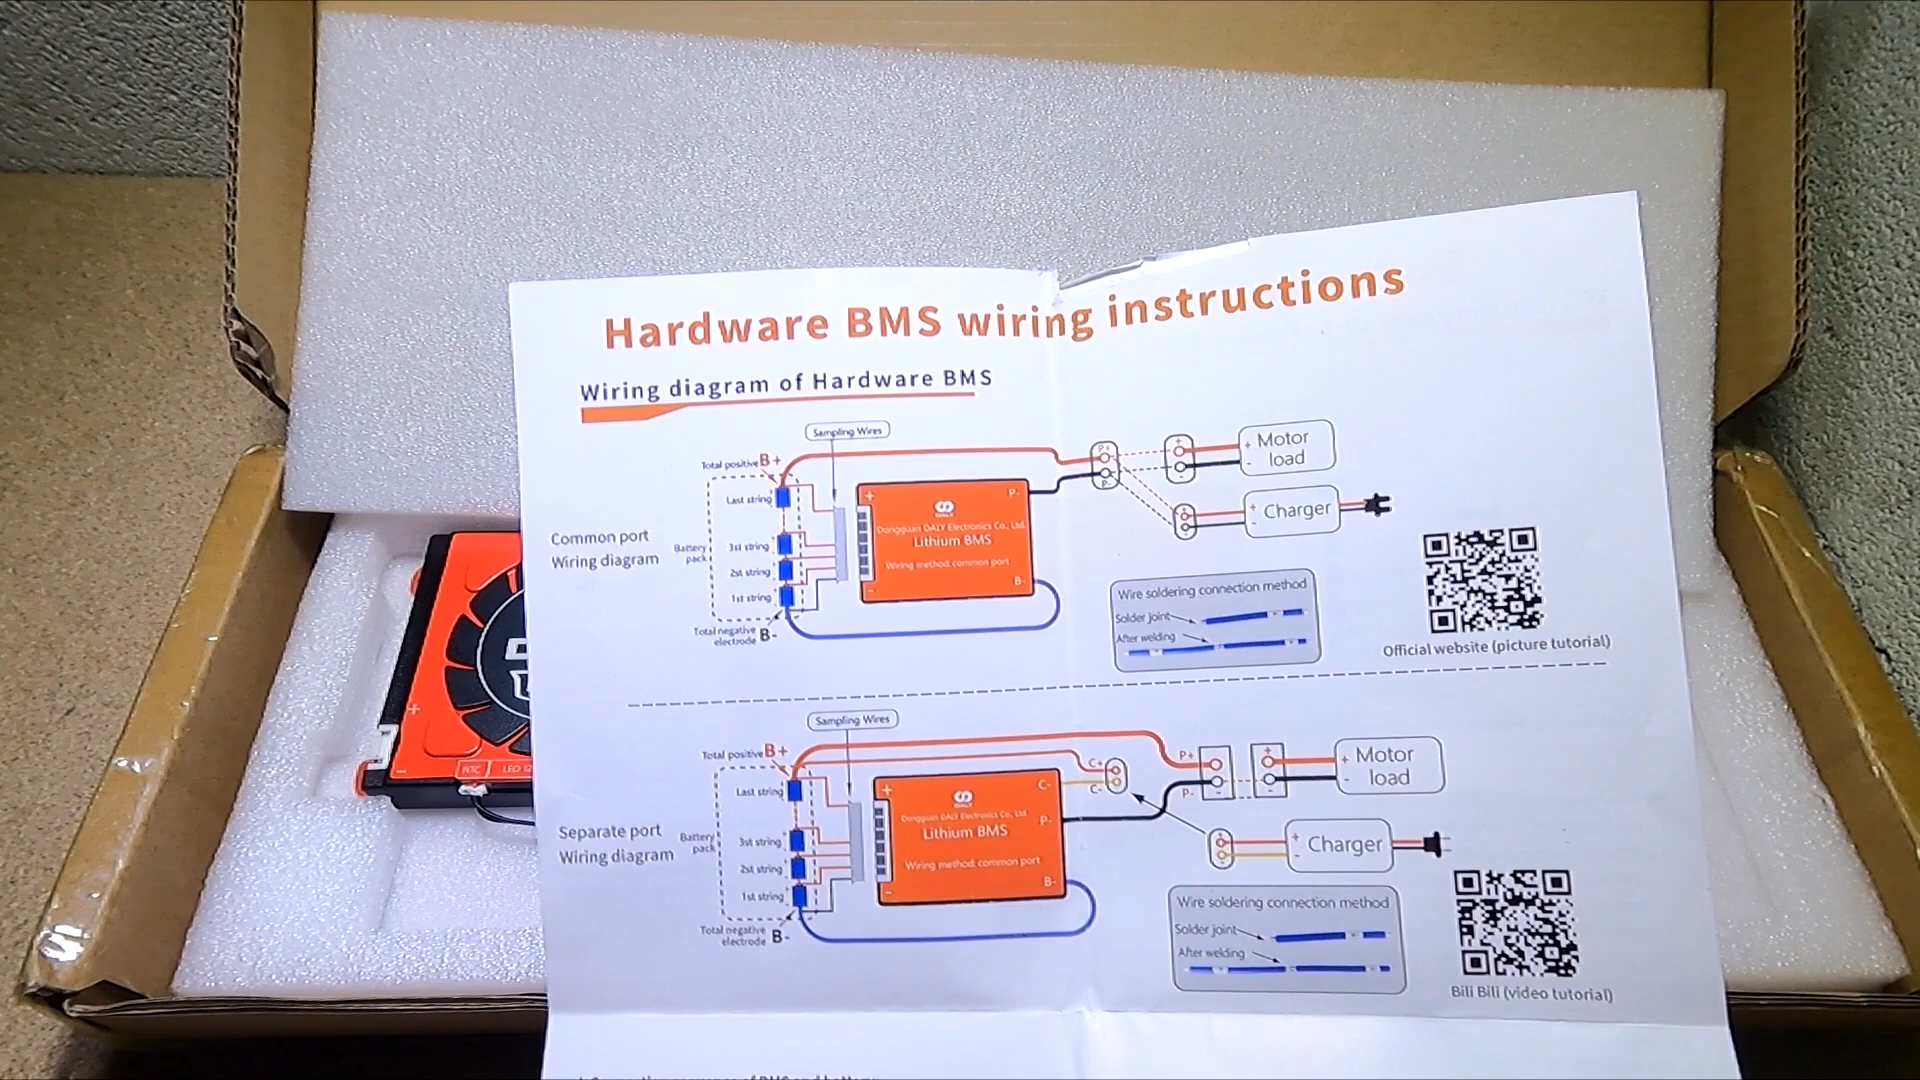 Hardware BMS wiring instructions
Wiring diagram of Hardware BMS
Sampling Wires
Total positive B+
Last string
3st string
2st string
1st string
Battery
pack
Total negative
electrode B-
Common port
Wiring diagram
+
P-
DALY
Dongguan DALY Electronics Co., Ltd.
Lithium BMS
Wiring method: common port
B-
-
P+
P-
+
-
+ Motor
- load
+
-
+ Charger
-
Wire soldering connection method
Solder joint
After welding
Official website (picture tutorial)
Sampling Wires
Total positive B+
Last string
3st string
2st string
1st string
Battery
pack
Total negative
electrode B-
Separate port
Wiring diagram
+
C-
DALY
Dongguan DALY Electronics Co., Ltd.
Lithium BMS
P-
Wiring method: common port
B-
-
C+
C-
P+
P-
+
-
+ Motor
- load
+ Charger
-
Wire soldering connection method
Solder joint
After welding
Bili Bili (video tutorial)
+
-
NTC